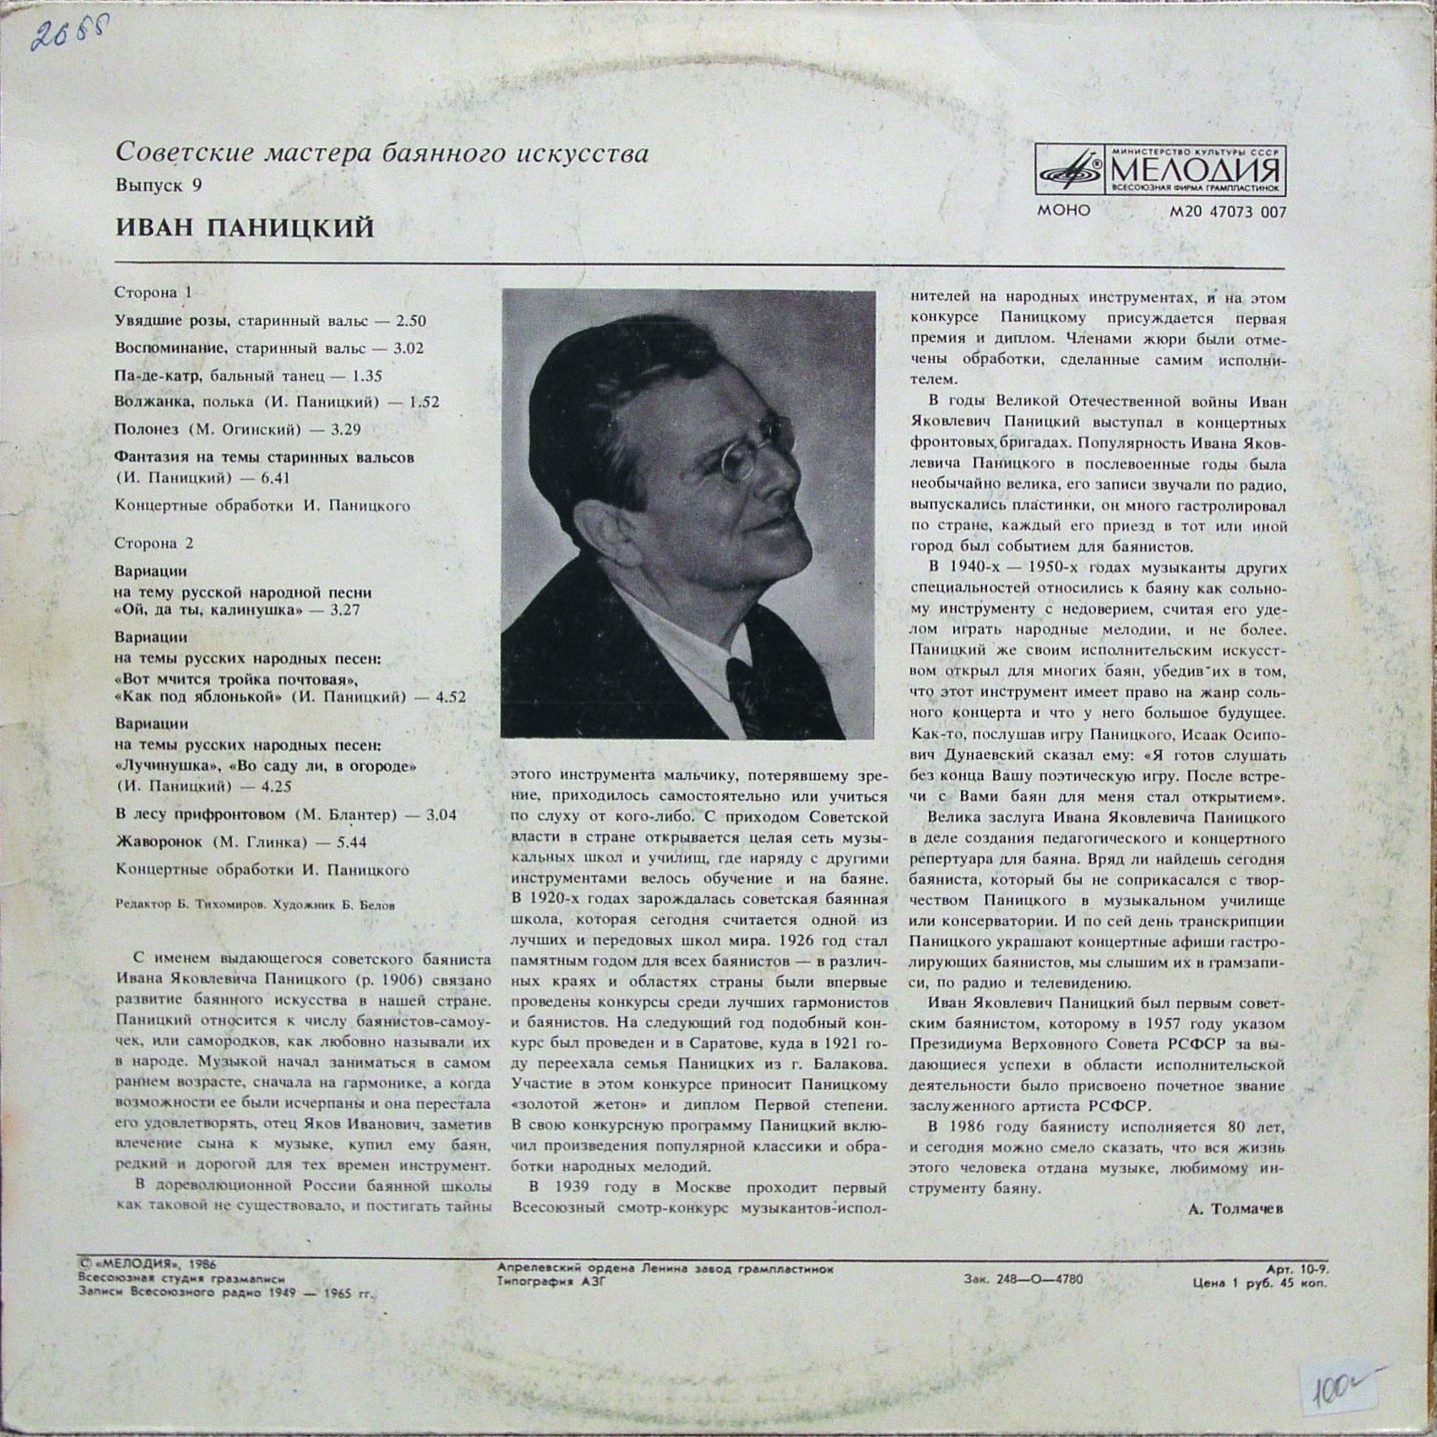 2655
Советские мастера баянного искусства
Выпуск 9
ИВАН ПАНИЦКИЙ
МИНИСТЕРСТВО КУЛЬТУРЫ СССР
МЕЛОДИЯ
ВСЕСОЮЗНАЯ ФИРМА ГРАМПЛАСТИНОК
МОНО
М20 47073 007
Сторона 1
Увядшие розы, старинный вальс — 2.50
Воспоминание, старинный вальс — 3.02
Па-де-катр, бальный танец — 1.35
Волжанка, полька (И. Паницкий) — 1.52
Полонез (М. Огинский) — 3.29
Фантазия на темы старинных вальсов
(И. Паницкий) — 6.41
Концертные обработки И. Паницкого
Сторона 2
Вариации
на тему русской народной песни
«Ой, да ты, калинушка» — 3.27
Вариации
на темы русских народных песен:
«Вот мчится тройка почтовая»,
«Как под яблонькой» (И. Паницкий) — 4.52
Вариации
на темы русских народных песен:
«Лучинушка», «Во саду ли, в огороде»
(И. Паницкий) — 4.25
В лесу прифронтовом (М. Блантер) — 3.04
Жаворонок (М. Глинка) — 5.44
Концертные обработки И. Паницкого
Редактор Б. Тихомиров. Художник Б. Белов
С именем выдающегося советского баяниста
Ивана Яковлевича Паницкого (р. 1906) связано
развитие баянного искусства в нашей стране.
Паницкий относится к числу баянистов-самоу-
чек, или самородков, как любовно называли их
в народе. Музыкой начал заниматься в самом
раннем возрасте, сначала на гармонике, а когда
возможности ее были исчерпаны и она перестала
его удовлетворять, отец Яков Иванович, заметив
влечение сына к музыке, купил ему баян,
редкий и дорогой для тех времен инструмент.
В дореволюционной России баянной школы
как таковой не существовало, и постигать тайны
этого инструмента мальчику, потерявшему зре-
ние, приходилось самостоятельно или учиться
по слуху от кого-либо. С приходом Советской
власти в стране открывается целая сеть музы-
кальных школ и училищ, где наряду с другими
инструментами велось обучение и на баяне.
В 1920-х годах зарождалась советская баянная
школа, которая сегодня считается одной из
лучших и передовых школ мира. 1926 год стал
памятным годом для всех баянистов — в различ-
ных краях и областях страны были впервые
проведены конкурсы среди лучших гармонистов
и баянистов. На следующий год подобный кон-
курс был проведен и в Саратове, куда в 1921 го-
ду переехала семья Паницких из г. Балакова.
Участие в этом конкурсе приносит Паницкому
«золотой жетон» и диплом Первой степени.
В свою конкурсную программу Паницкий вклю-
чил произведения популярной классики и обра-
ботки народных мелодий.
В 1939 году в Москве проходит первый
Всесоюзный смотр-конкурс музыкантов-испол-
нителей на народных инструментах, и на этом
конкурсе Паницкому присуждается первая
премия и диплом. Членами жюри были отме-
чены обработки, сделанные самим исполни-
телем.
В годы Великой Отечественной войны Иван
Яковлевич Паницкий выступал в концертных
фронтовых бригадах. Популярность Ивана Яков-
левича Паницкого в послевоенные годы была
необычайно велика, его записи звучали по радио,
выпускались пластинки, он много гастролировал
по стране, каждый его приезд в тот или иной
город был событием для баянистов.
В 1940-х — 1950-х годах музыканты других
специальностей относились к баяну как сольно-
му инструменту с недоверием, считая его уде-
лом играть народные мелодии, и не более.
Паницкий же своим исполнительским искусст-
вом открыл для многих баян, убедив их в том,
что этот инструмент имеет право на жанр соль-
ного концерта и что у него большое будущее.
Как-то, послушав игру Паницкого, Исаак Осипо-
вич Дунаевский сказал ему: «Я готов слушать
без конца Вашу поэтическую игру. После встре-
чи с Вами баян для меня стал открытием».
Велика заслуга Ивана Яковлевича Паницкого
в деле создания педагогического и концертного
репертуара для баяна. Вряд ли найдешь сегодня
баяниста, который бы не соприкасался с твор-
чеством Паницкого в музыкальном училище
или консерватории. И по сей день транскрипции
Паницкого украшают концертные афиши гастро-
лирующих баянистов, мы слышим их в грамзапи-
си, по радио и телевидению.
Иван Яковлевич Паницкий был первым совет-
ским баянистом, которому в 1957 году указом
Президиума Верховного Совета РСФСР за вы-
дающиеся успехи в области исполнительской
деятельности было присвоено почетное звание
заслуженного артиста РСФСР.
В 1986 году баянисту исполняется 80 лет,
и сегодня можно смело сказать, что вся жизнь
этого человека отдана музыке, любимому ин-
струменту баяну.
А. Толмачев
© «МЕЛОДИЯ», 1986
Всесоюзная студия грамзаписи
Записи Всесоюзного радио 1949 — 1965 гг.
Апрелевский ордена Ленина завод грампластинок
Типография АЗГ
Зак. 248—О—4780
Арт. 10-9.
Цена 1 руб. 45 коп.
100-